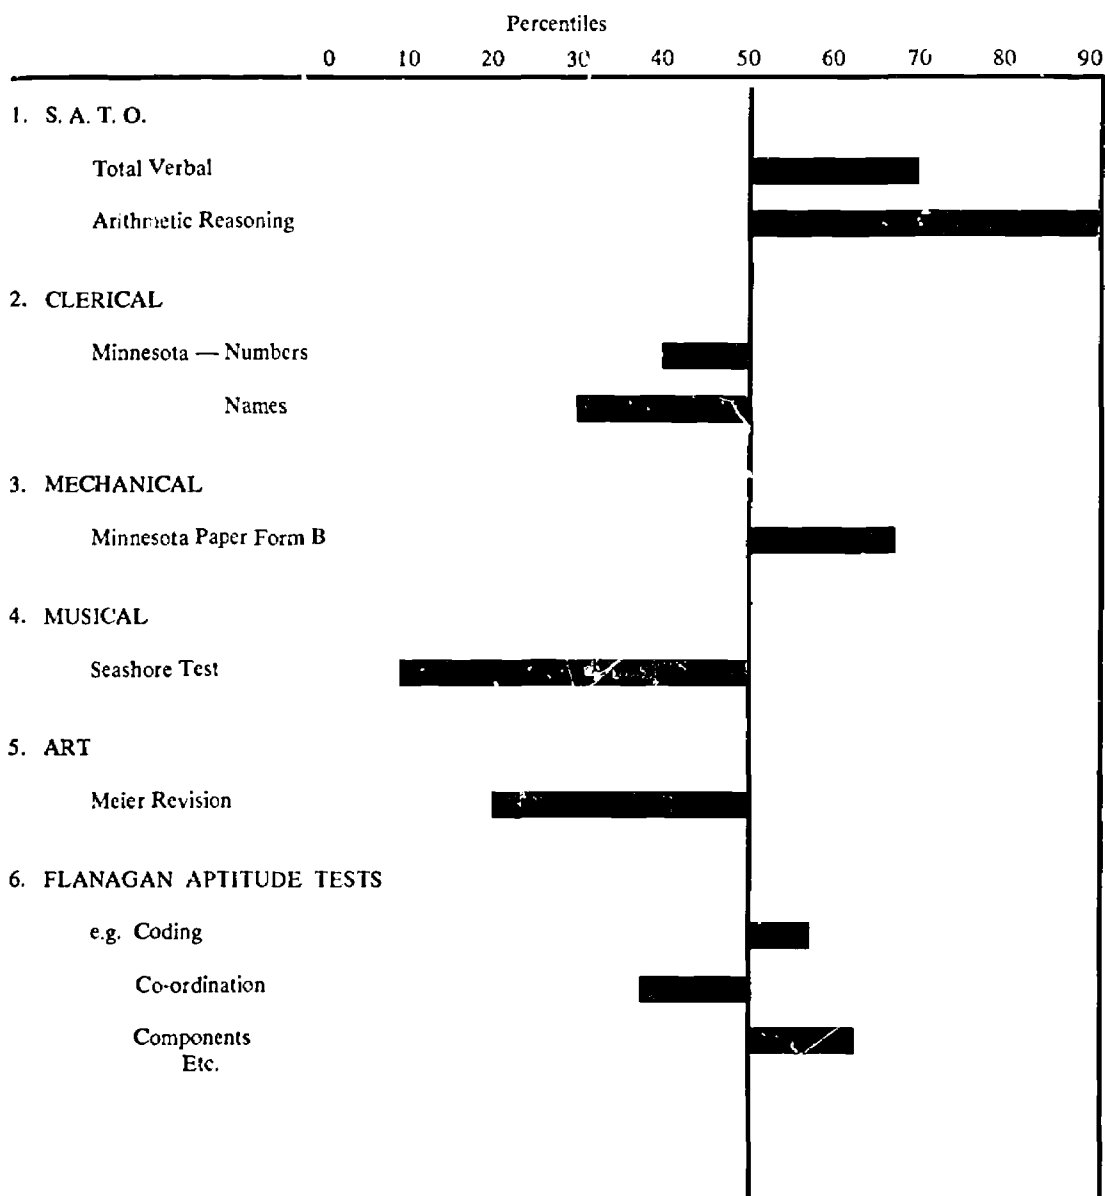 Percentiles
0 10 20 30 40 50 60 70 80 90
1. S. A. T. O.
Total Verbal
Arithmetic Reasoning
2. CLERICAL
Minnesota — Numbers
Names
3. MECHANICAL
Minnesota Paper Form B
4. MUSICAL
Seashore Test
5. ART
Meier Revision
6. FLANAGAN APTITUDE TESTS
e.g. Coding
Co-ordination
Components
Etc.